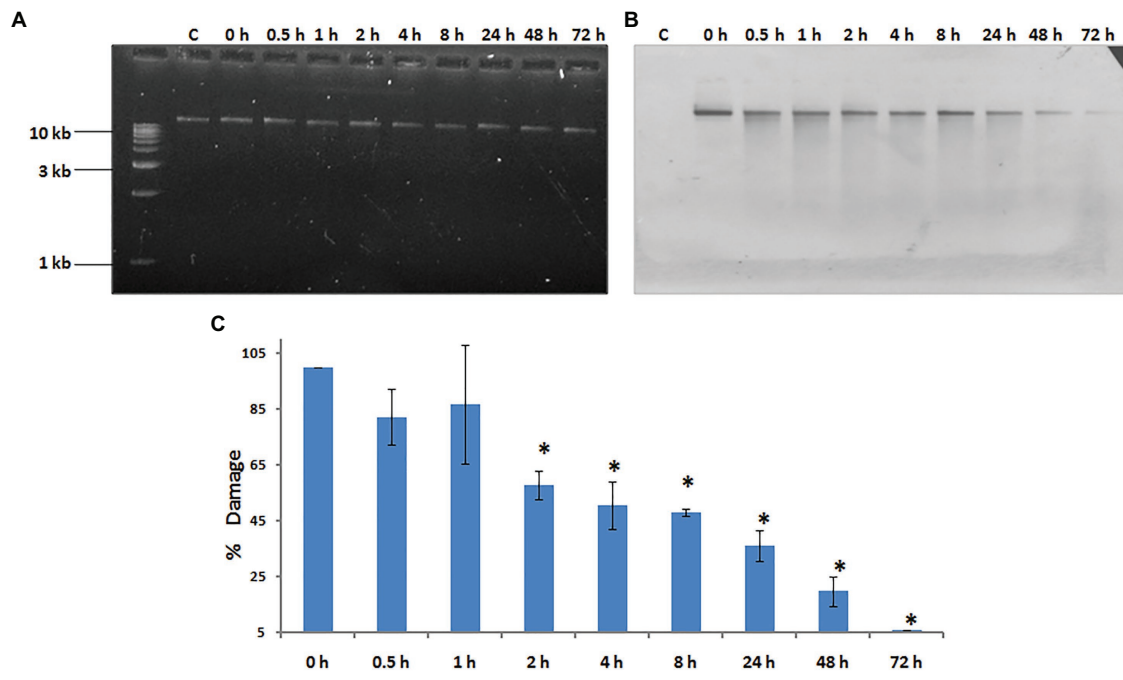 A
C 0 h 0.5 h 1 h 2 h 4 h 8 h 24 h 48 h 72 h
10 kb
3 kb
1 kb
B
C 0 h 0.5 h 1 h 2 h 4 h 8 h 24 h 48 h 72 h
C
% Damage
105
85
65
45
25
5
* * * * * *
0 h 0.5 h 1 h 2 h 4 h 8 h 24 h 48 h 72 h